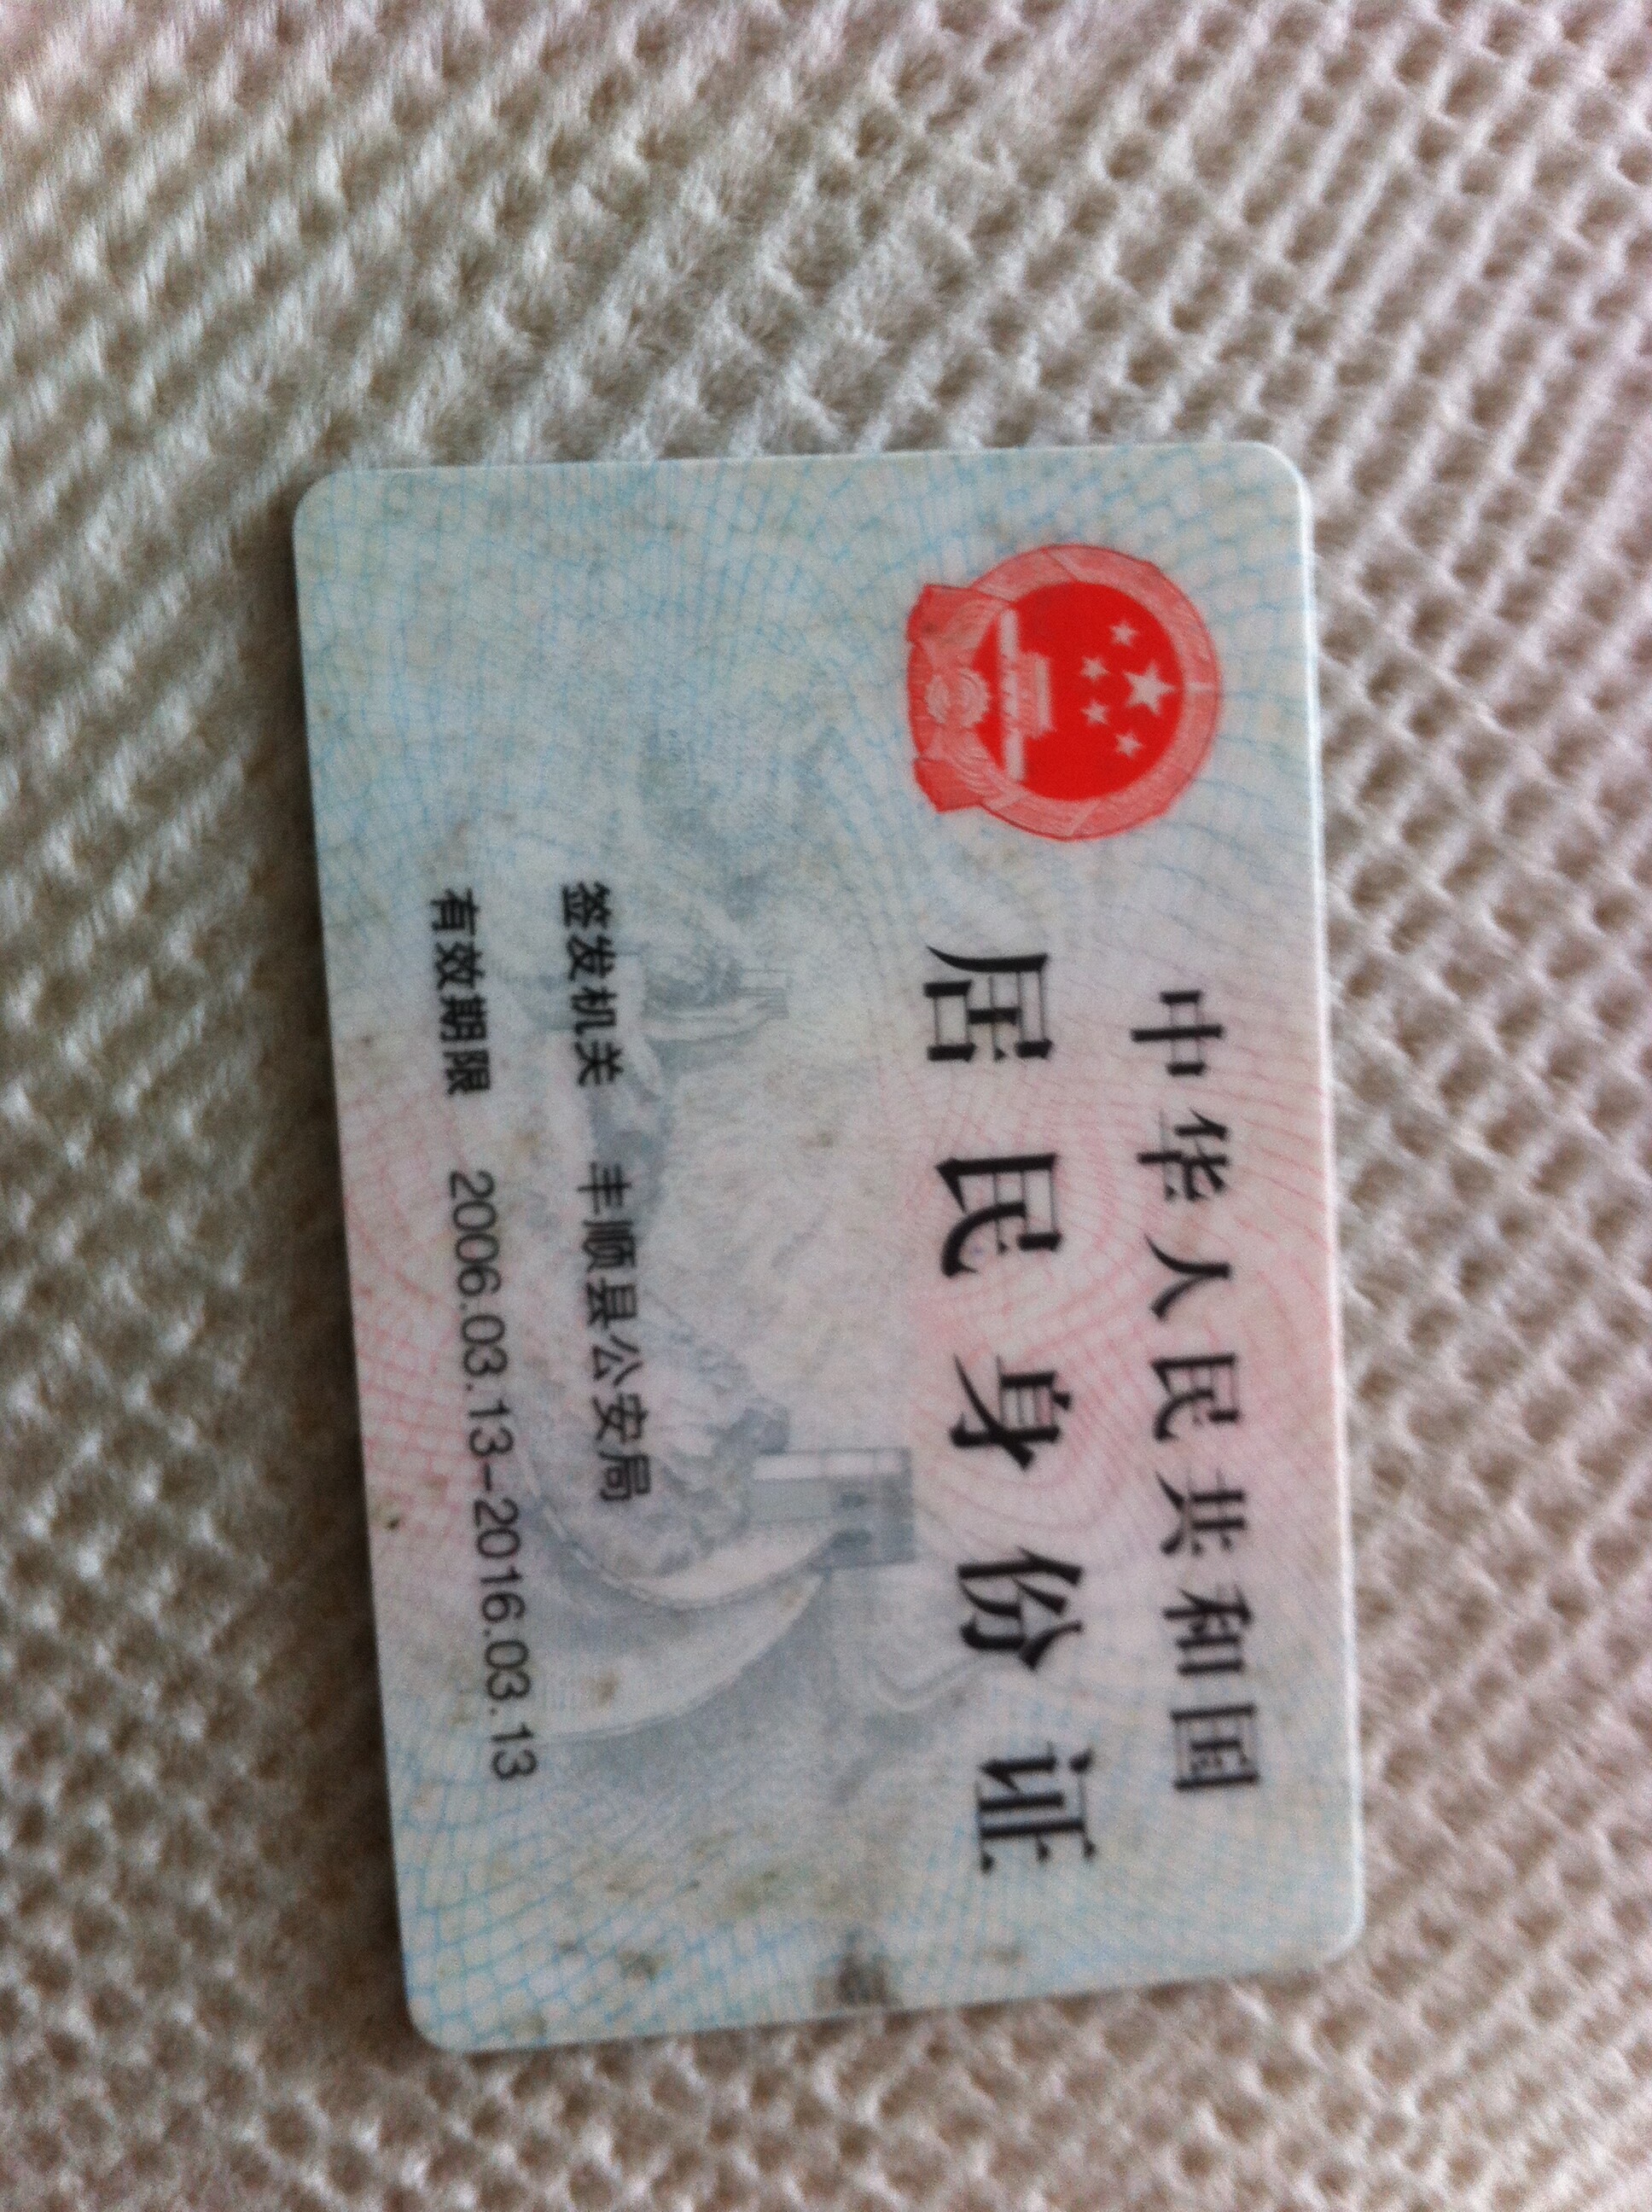 中华人民共和国
居民身份证
签发机关 丰顺县公安局
有效期限 2006.03.13-2016.03.13